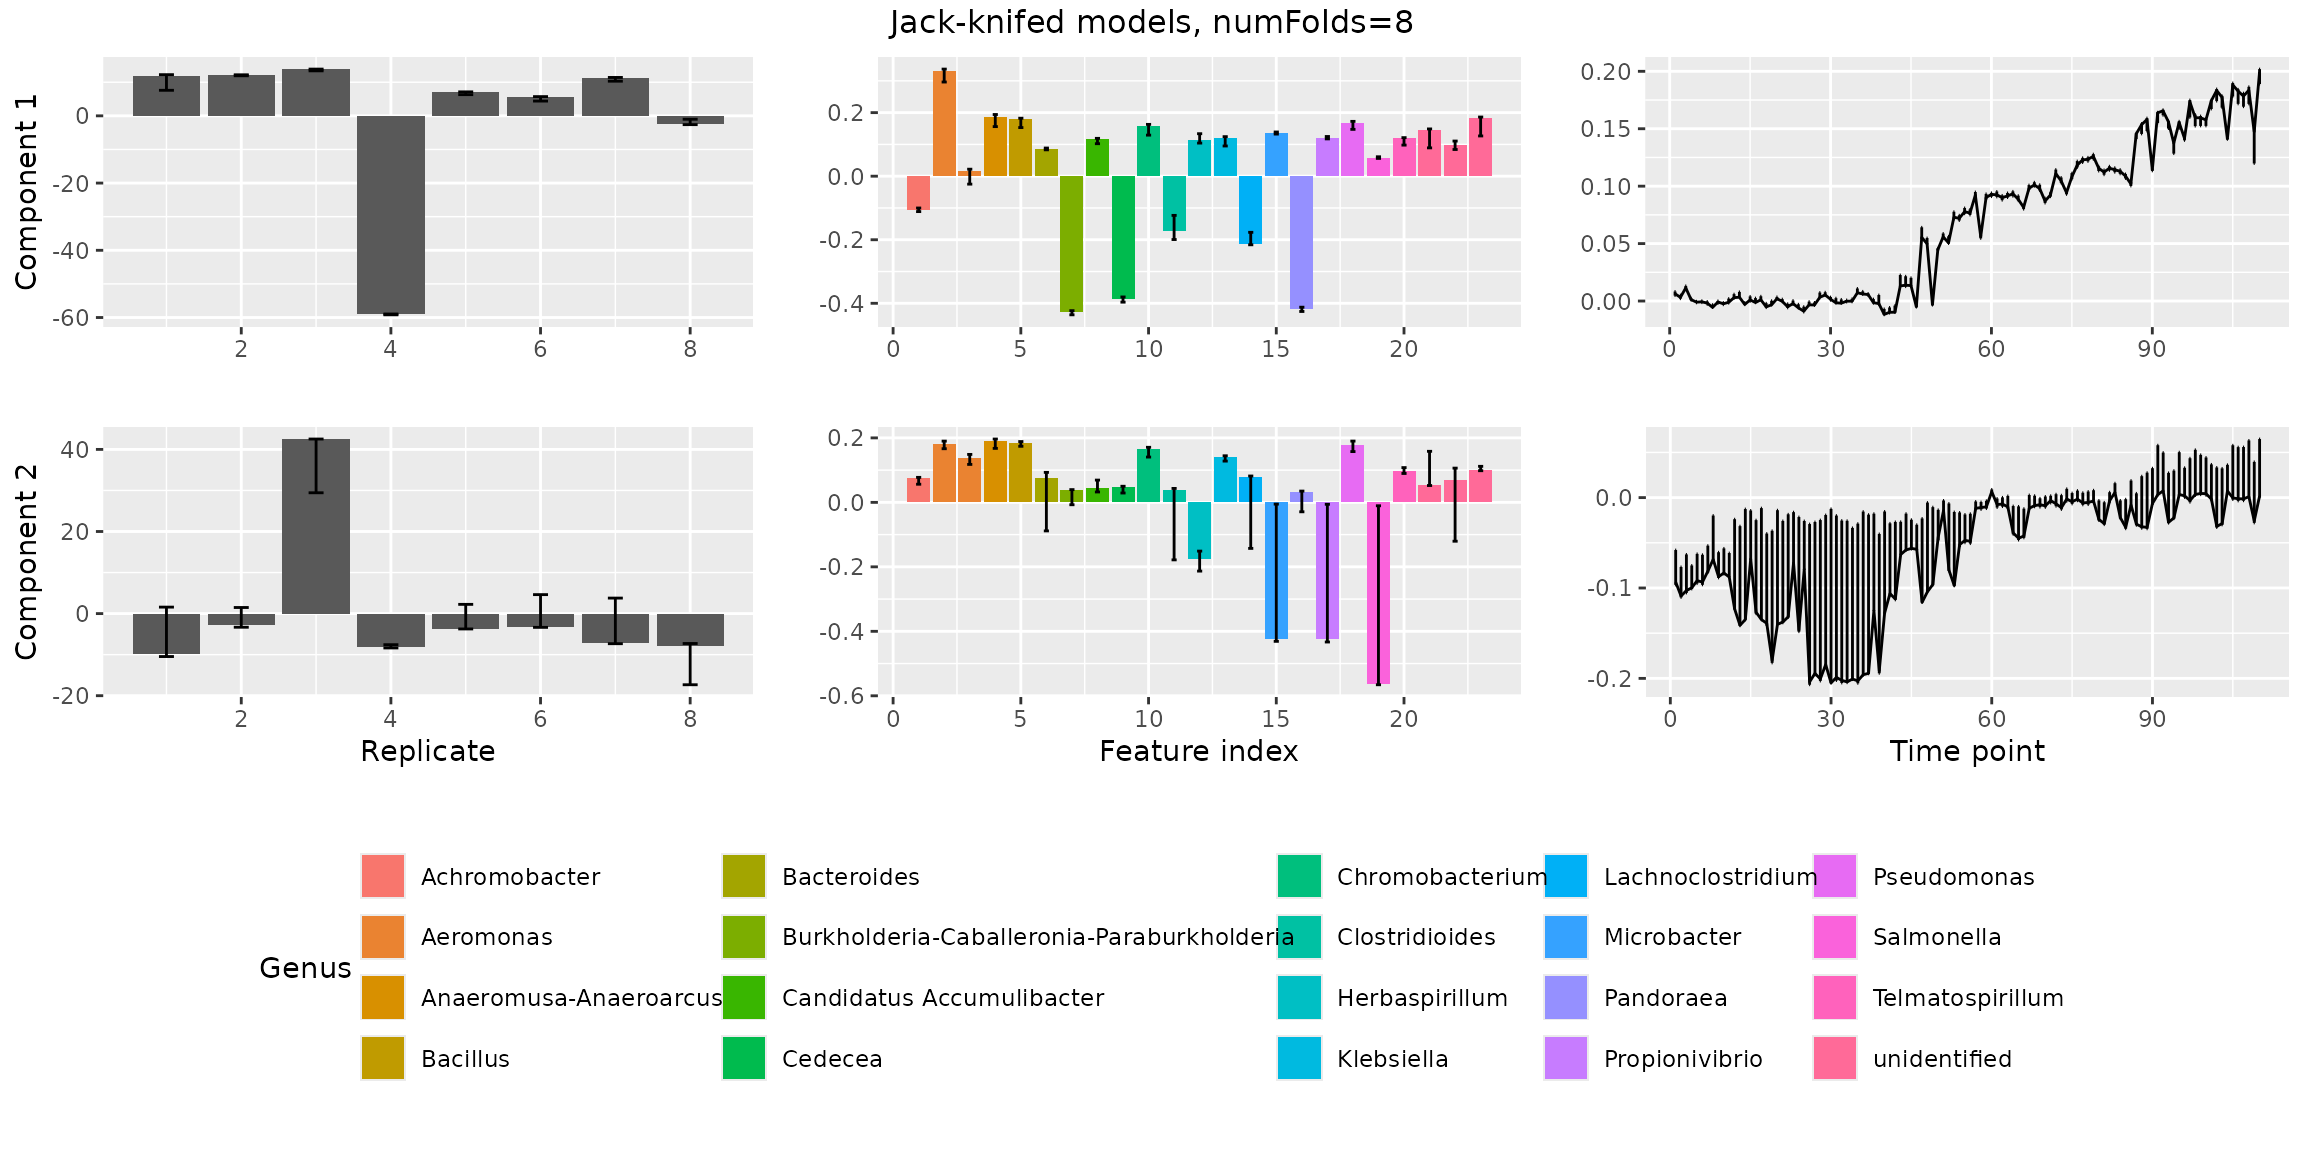 Jack-knifed models, numFolds=8
Component 1
0
-20
-40
-60
2 4 6 8
0.2
0.0
-0.2
-0.4
0 5 10 15 20
0.20
0.15
0.10
0.05
0.00
0 30 60 90
Component 2
40
20
0
-20
2 4 6 8
Replicate
0.2
0.0
-0.2
-0.4
-0.6
0 5 10 15 20
Feature index
0.0
-0.1
-0.2
0 30 60 90
Time point
Genus
Achromobacter
Aeromonas
Anaeromusa-Anaeroarcus
Bacillus
Bacteroides
Burkholderia-Caballeronia-Paraburkholderia
Candidatus Accumulibacter
Cedecea
Chromobacterium
Clostridioides
Herbaspirillum
Klebsiella
Lachnoclostridium
Microbacter
Pandoraea
Propionivibrio
Pseudomonas
Salmonella
Telmatospirillum
unidentified